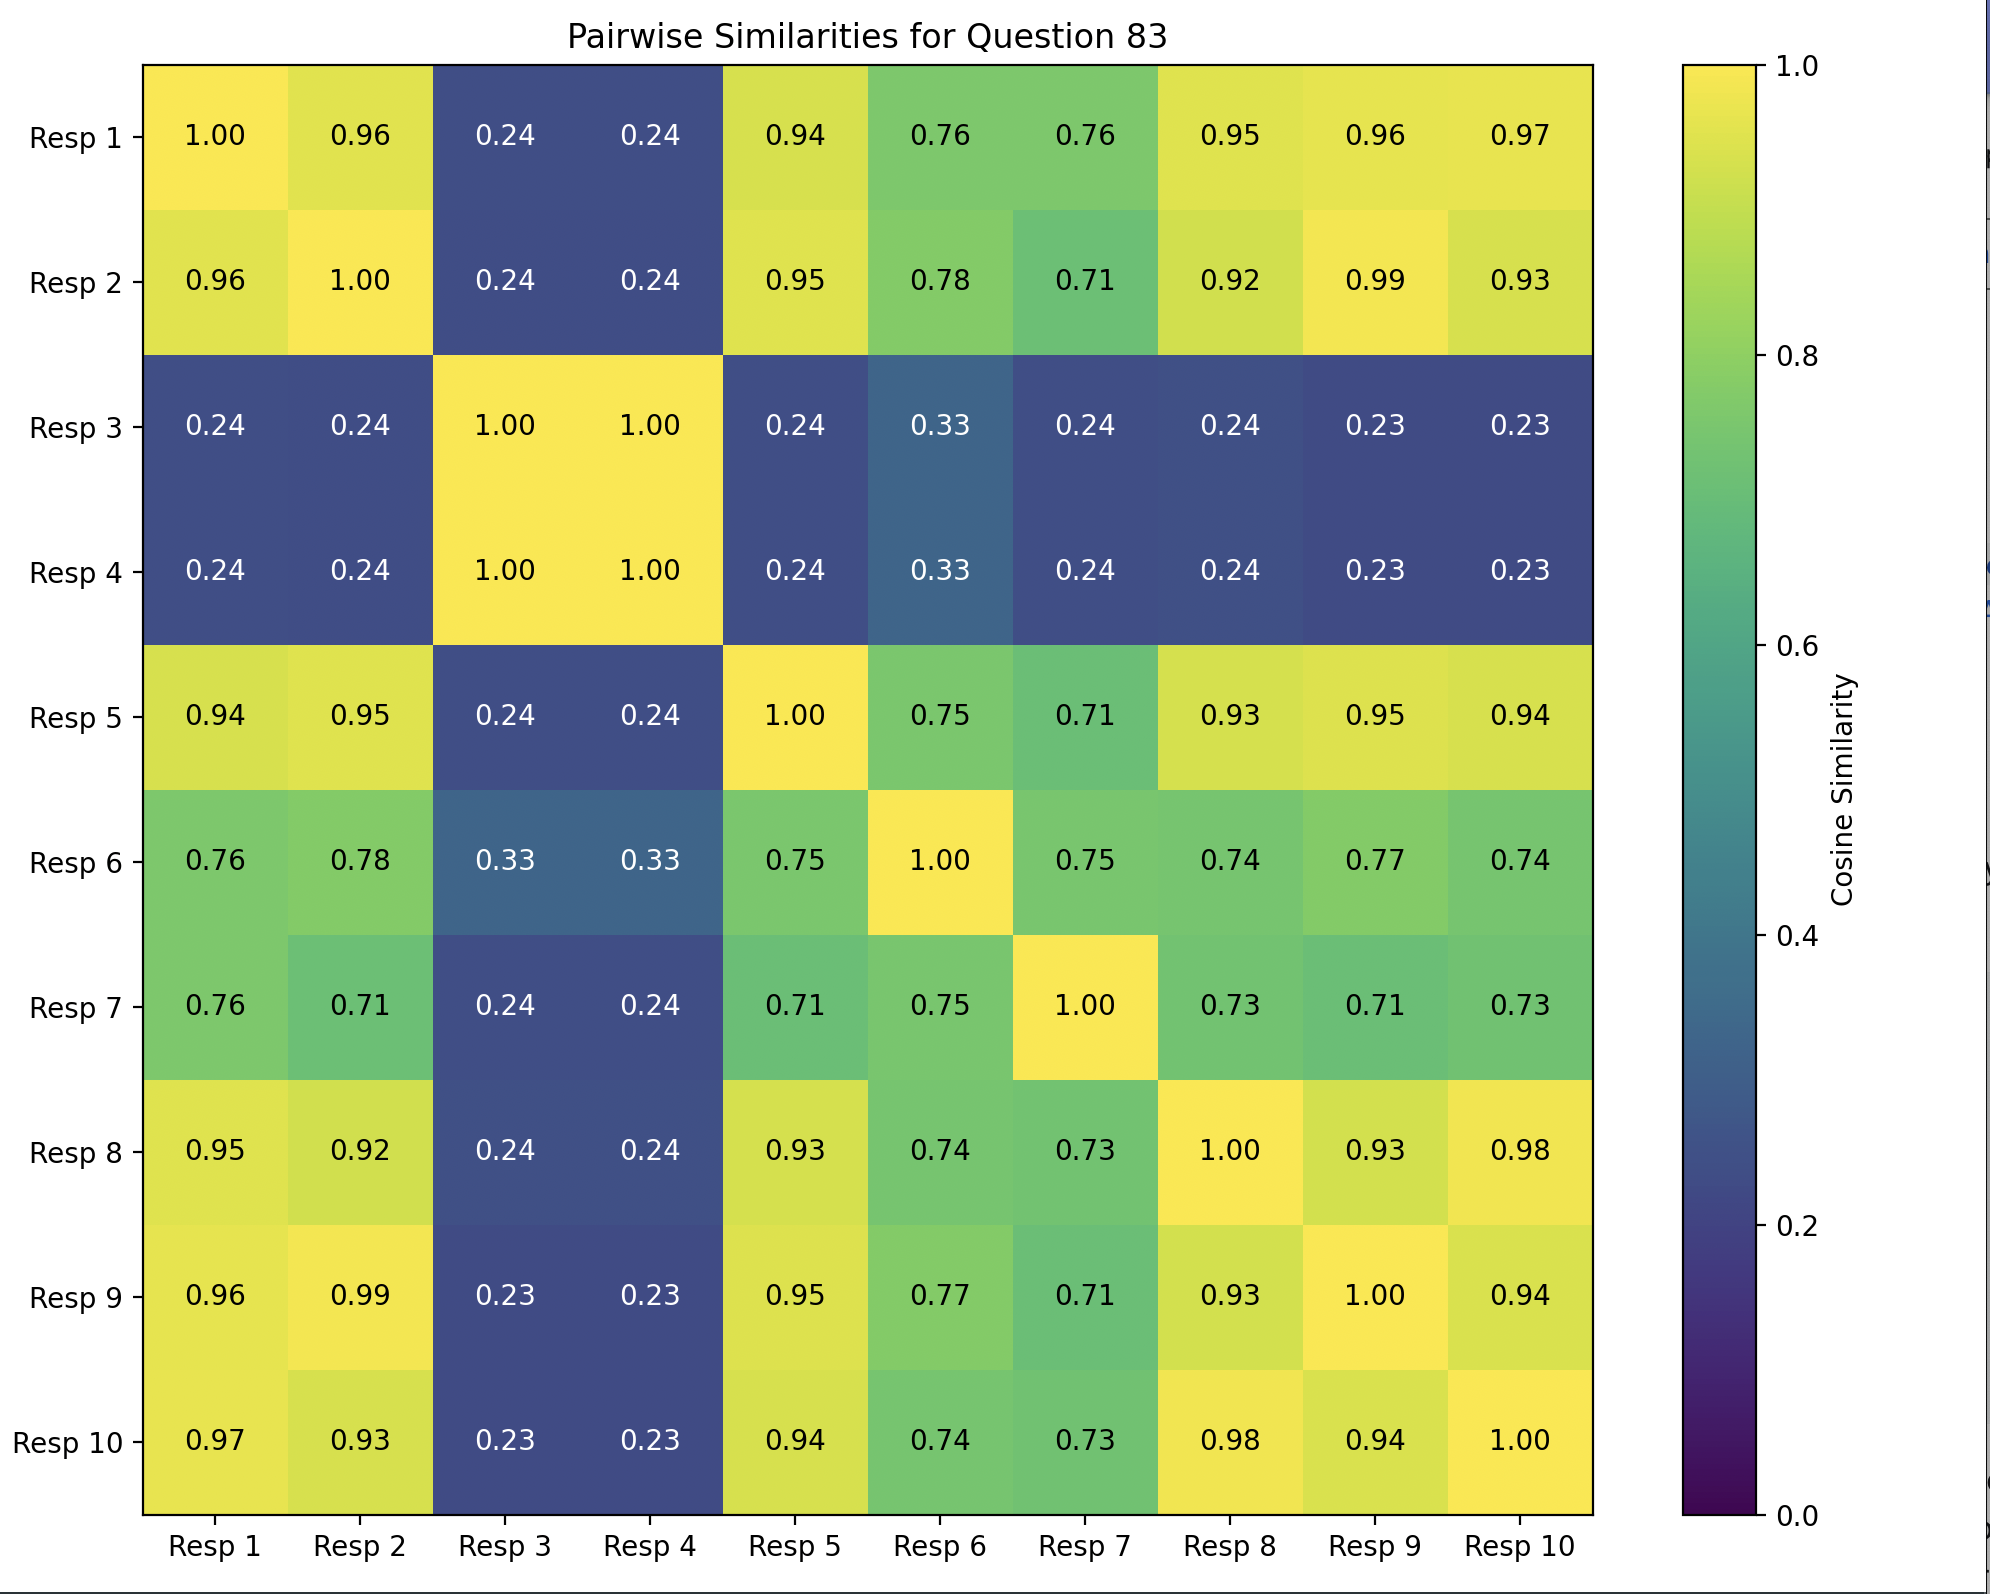 Pairwise Similarities for Question 83
Resp 1 1.00 0.96 0.24 0.24 0.94 0.76 0.76 0.95 0.96 0.97
Resp 2 0.96 1.00 0.24 0.24 0.95 0.78 0.71 0.92 0.99 0.93
Resp 3 0.24 0.24 1.00 1.00 0.24 0.33 0.24 0.24 0.23 0.23
Resp 4 0.24 0.24 1.00 1.00 0.24 0.33 0.24 0.24 0.23 0.23
Resp 5 0.94 0.95 0.24 0.24 1.00 0.75 0.71 0.93 0.95 0.94
Resp 6 0.76 0.78 0.33 0.33 0.75 1.00 0.75 0.74 0.77 0.74
Resp 7 0.76 0.71 0.24 0.24 0.71 0.75 1.00 0.73 0.71 0.73
Resp 8 0.95 0.92 0.24 0.24 0.93 0.74 0.73 1.00 0.93 0.98
Resp 9 0.96 0.99 0.23 0.23 0.95 0.77 0.71 0.93 1.00 0.94
Resp 10 0.97 0.93 0.23 0.23 0.94 0.74 0.73 0.98 0.94 1.00
Resp 1 Resp 2 Resp 3 Resp 4 Resp 5 Resp 6 Resp 7 Resp 8 Resp 9 Resp 10
1.0
0.8
0.6
0.4
0.2
0.0
Cosine Similarity